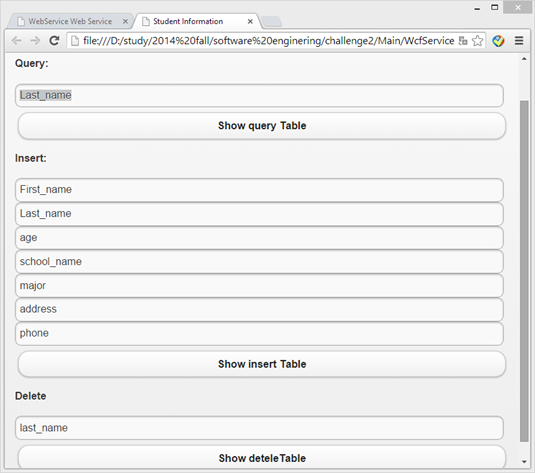 WebService Web Service
Student Information
file:///D:/study/2014%20fall/software%20enginering/challenge2/Main/WcfService
Query:
Last_name
Show query Table
Insert:
First_name
Last_name
age
school_name
major
address
phone
Show insert Table
Delete
last_name
Show deteleTable